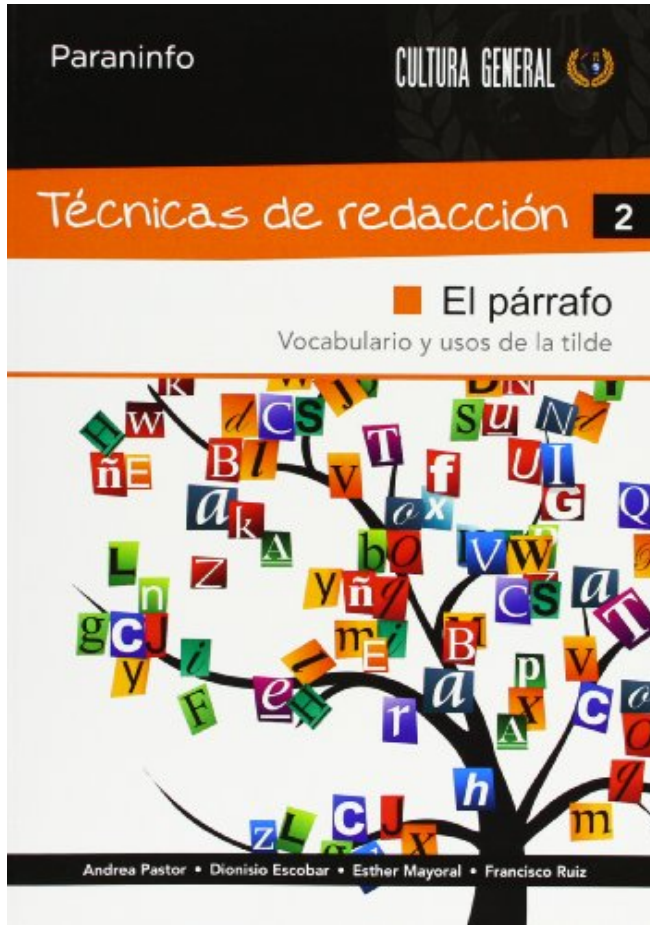 Paraninfo
CULTURA GENERAL
Técnicas de redacción 2
El párrafo
Vocabulario y usos de la tilde
Andrea Pastor • Dionisio Escobar • Esther Mayoral • Francisco Ruiz